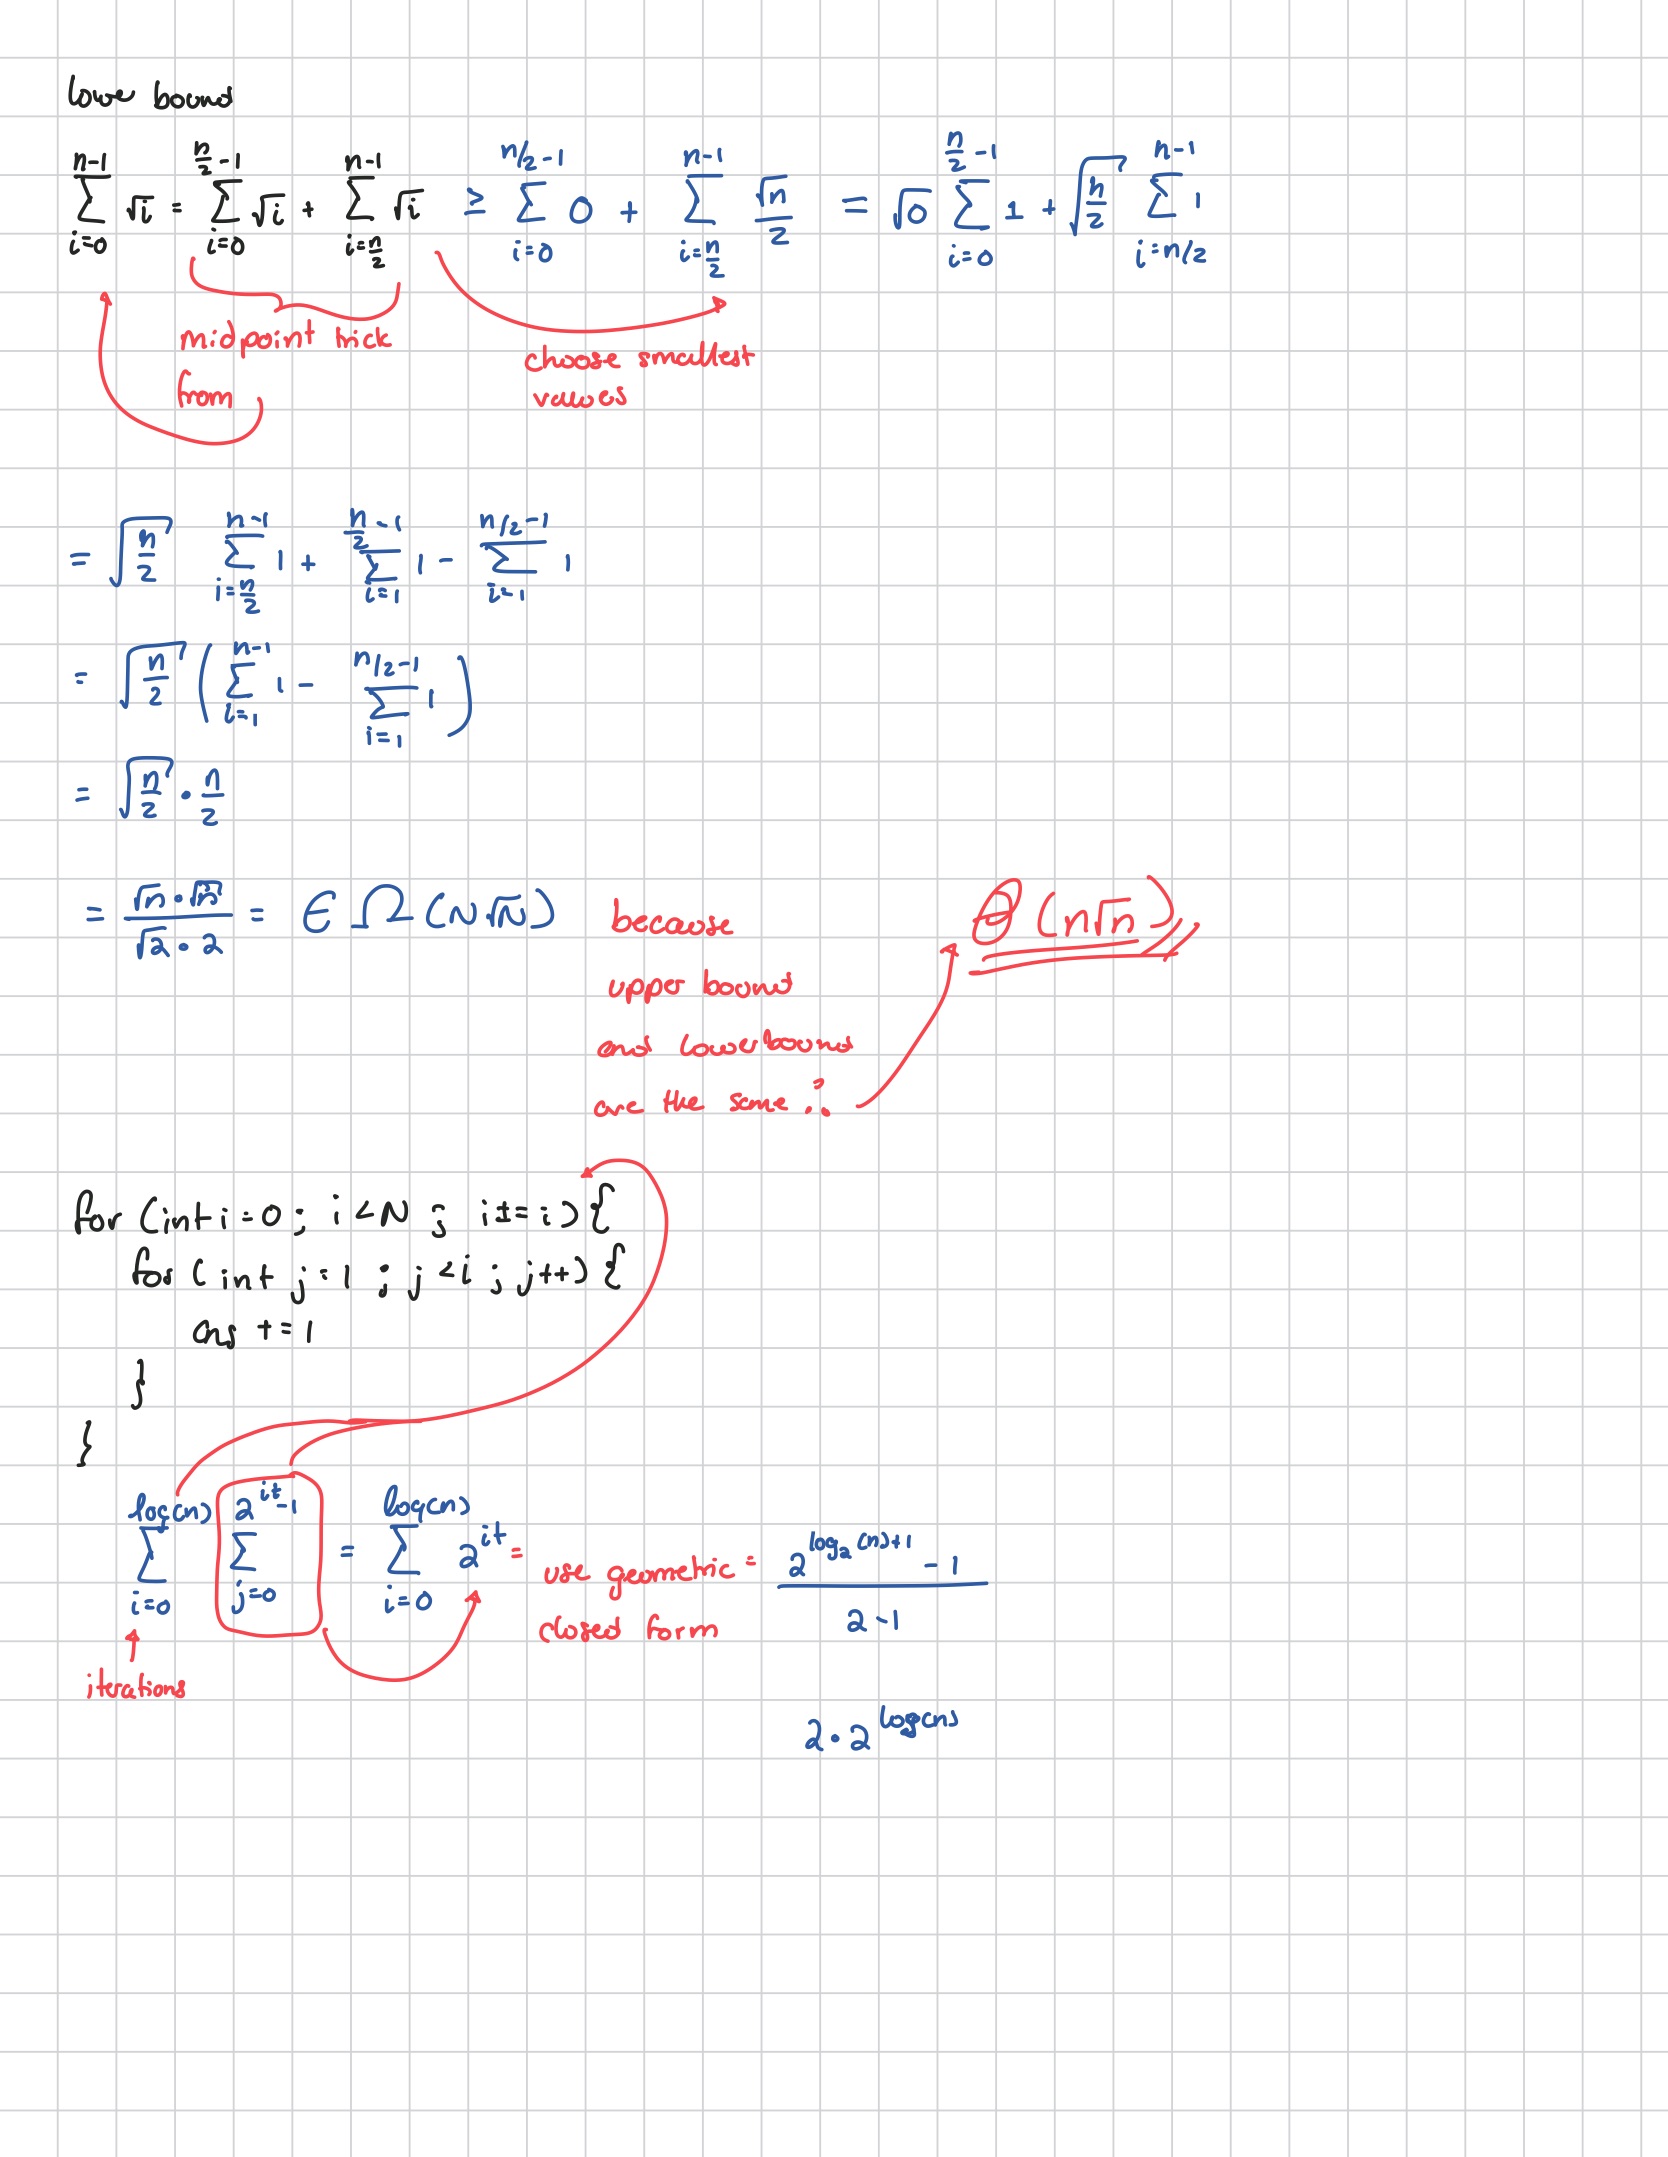 lower bound
\sum_{i=0}^{n-1} \sqrt{i} = \sum_{i=0}^{\frac{n}{2}-1} \sqrt{i} + \sum_{i=\frac{n}{2}}^{n-1} \sqrt{i} \geq \sum_{i=0}^{n/2-1} 0 + \sum_{i=\frac{n}{2}}^{n-1} \frac{\sqrt{n}}{2} = \sqrt{0} \sum_{i=0}^{\frac{n}{2}-1} 1 + \sqrt{\frac{n}{2}} \sum_{i=n/2}^{n-1} 1
midpoint trick
from
choose smallest
values
= \sqrt{\frac{n}{2}} \sum_{i=\frac{n}{2}}^{n-1} 1 + \sum_{i=1}^{\frac{n}{2}-1} 1 - \sum_{i=1}^{n/2-1} 1
= \sqrt{\frac{n}{2}} ( \sum_{i=1}^{n-1} 1 - \sum_{i=1}^{n/2-1} 1 )
= \sqrt{\frac{n}{2}} \cdot \frac{n}{2}
= \frac{\sqrt{n} \cdot \sqrt{n}}{\sqrt{2} \cdot 2} = \in \Omega (N\sqrt{N})
because
upper bound
and lowerbound
are the same ∴
\theta (n\sqrt{n})
for (int i=0; i<N; i+=i){
for (int j=1; j<i; j++){
ans +=1
}
}
\sum_{i=0}^{log(n)} \sum_{j=0}^{2^{it}-1} = \sum_{i=0}^{log(n)} 2^{it} =
iterations
use geometric =
closed form
\frac{2^{log_2(n)+1} - 1}{2-1}
2 \cdot 2^{log(n)}